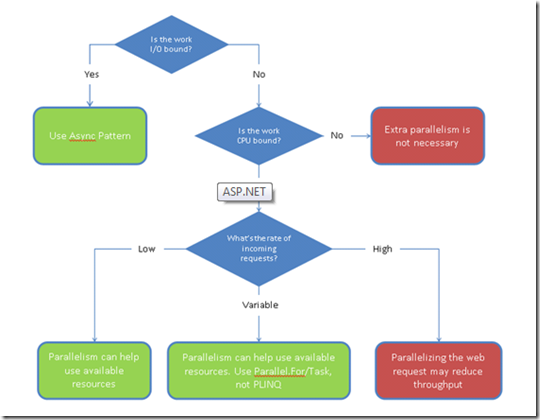 Is the work
I/O bound?
Yes
No
Use Async Pattern
Is the work
CPU bound?
No
Extra parallelism is
not necessary
ASP.NET
What's the rate of
incoming
requests?
Low
High
Variable
Parallelism can help
use available
resources
Parallelism can help use available
resources. Use Parallel.For/Task,
not PLINQ
Parallelizing the web
request may reduce
throughput